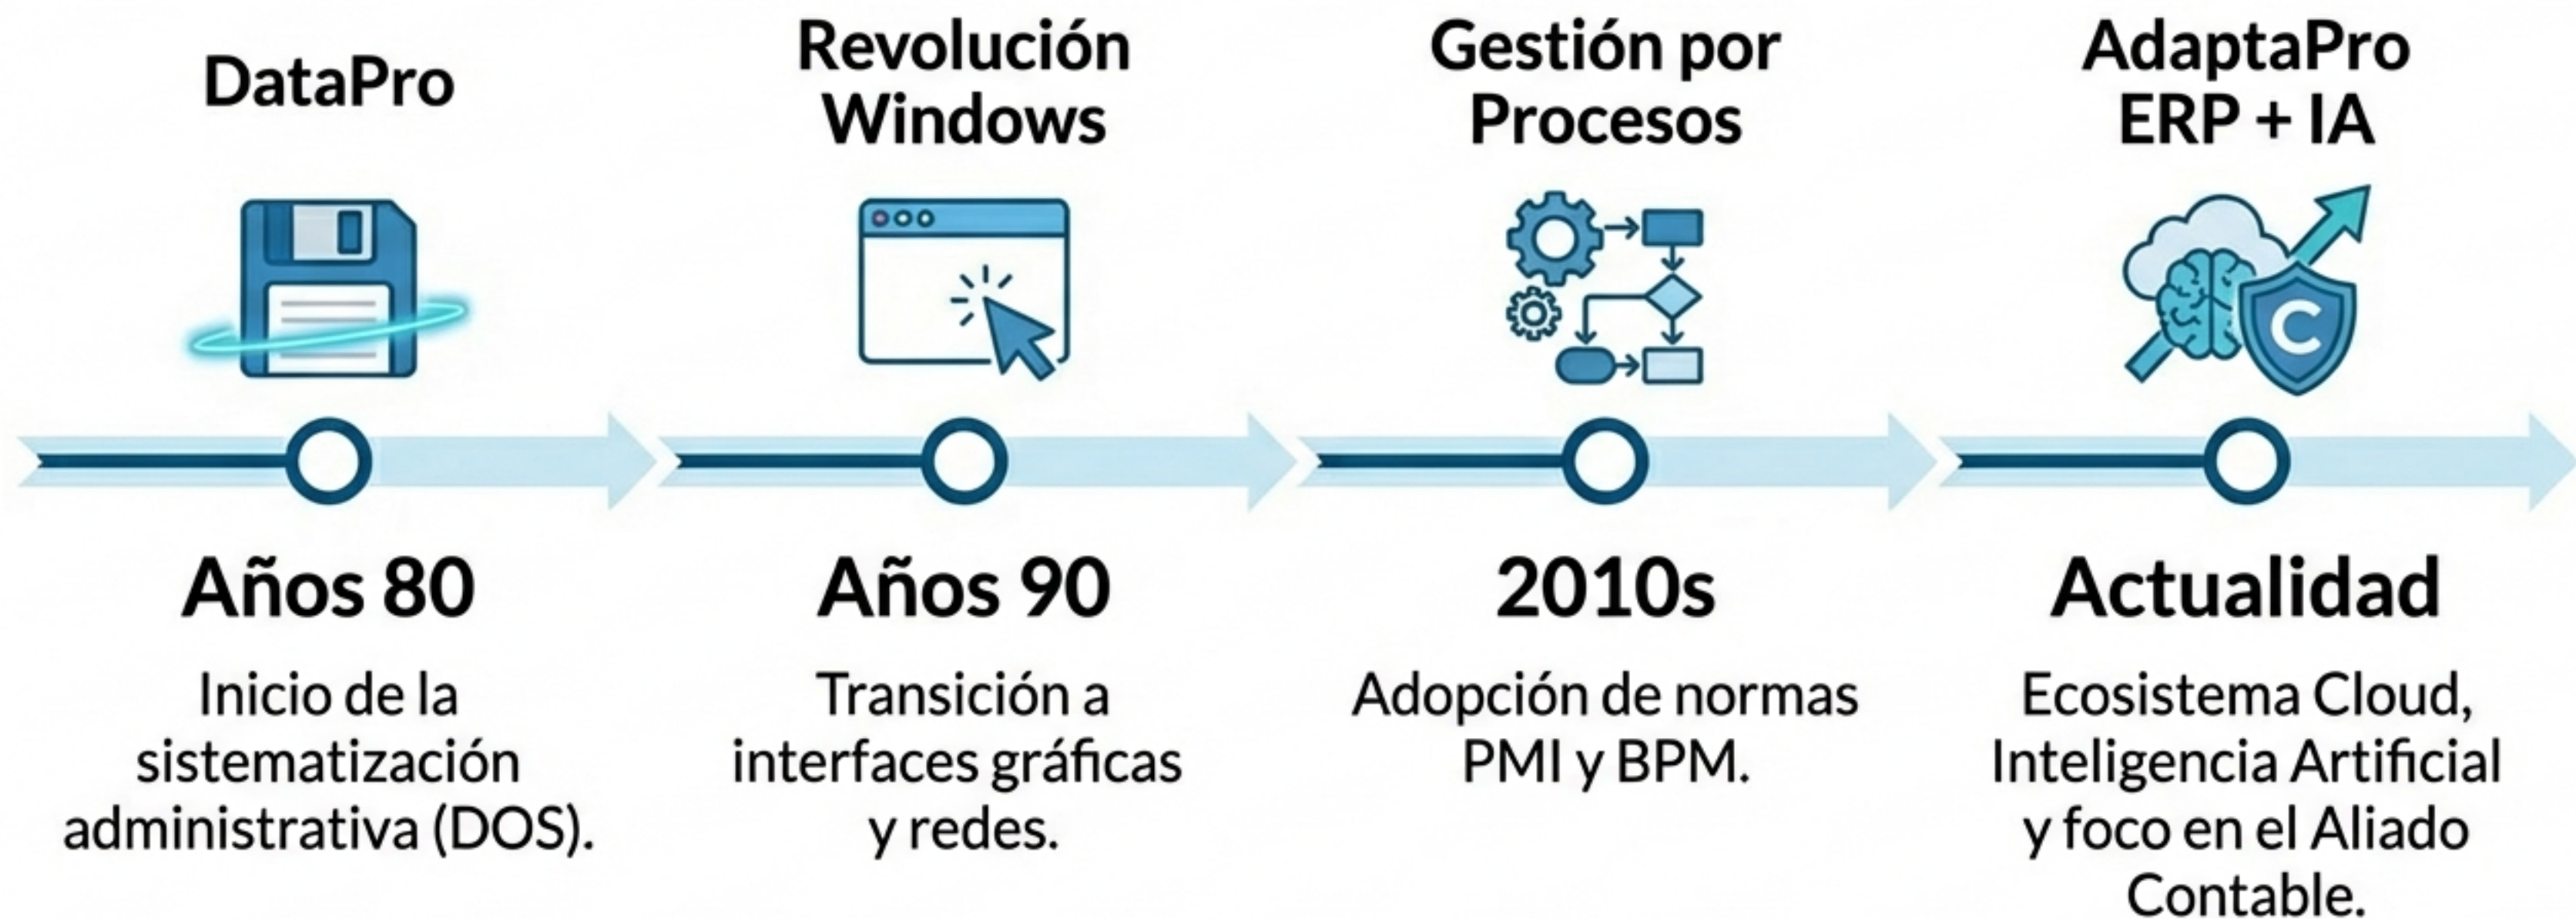 DataPro
Años 80
Inicio de la
sistematización
administrativa (DOS).
Revolución
Windows
Años 90
Transición a
interfaces gráficas
y redes.
Gestión por
Procesos
2010s
Adopción de normas
PMI y BPM.
AdaptaPro
ERP + IA
C
Actualidad
Ecosistema Cloud,
Inteligencia Artificial
y foco en el Aliado
Contable.